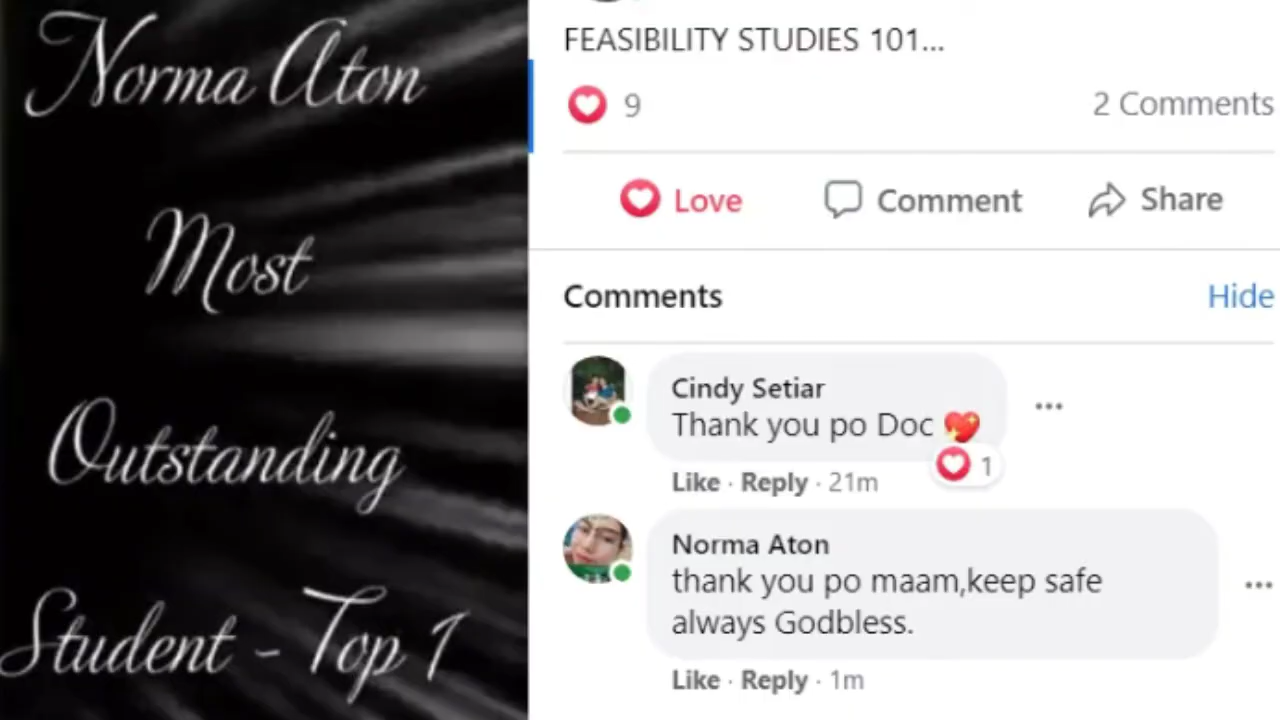 Norma Aton
Most
Outstanding
Student - Top 1
FEASIBILITY STUDIES 101...
9
2 Comments
Love
Comment
Share
Comments
Hide
Cindy Setiar
Thank you po Doc 💖
1
Like · Reply · 21m
Norma Aton
thank you po maam,keep safe
always Godbless.
Like · Reply · 1m